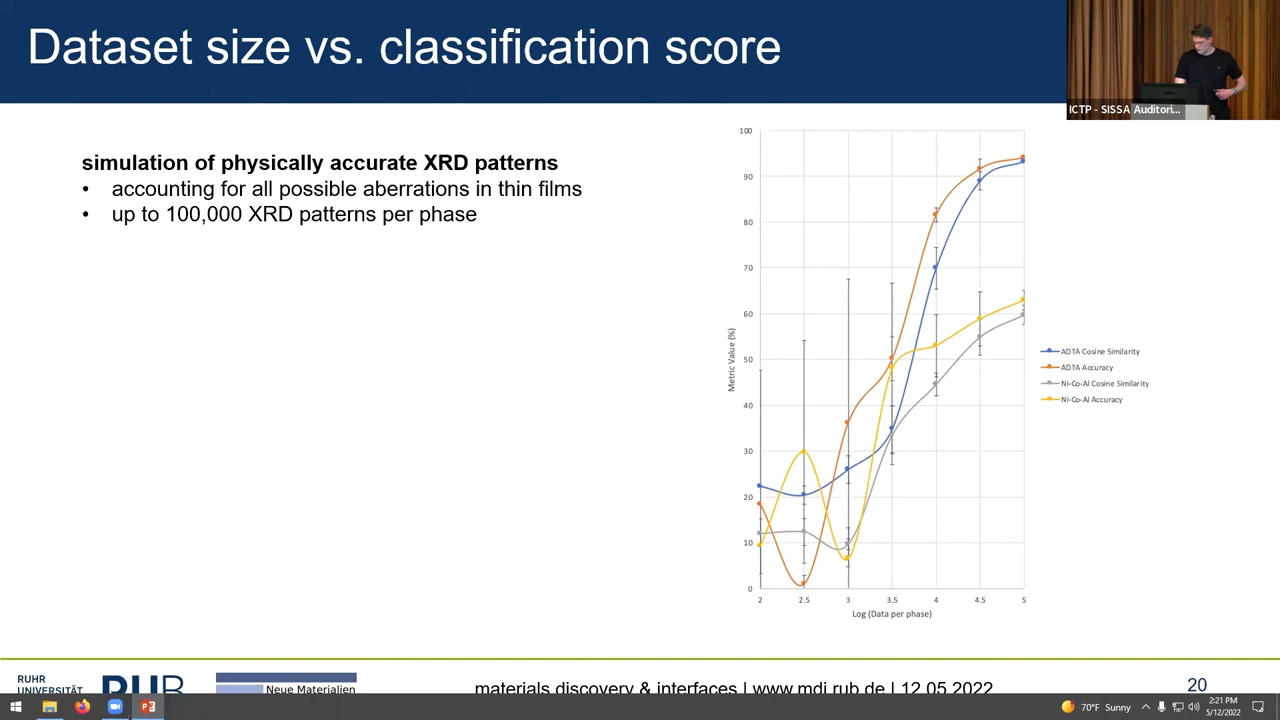 Dataset size vs. classification score
ICTP - SISSA Auditori...
simulation of physically accurate XRD patterns
• accounting for all possible aberrations in thin films
• up to 100,000 XRD patterns per phase
100
90
80
70
60
50
40
30
20
10
0
Metric Value (%)
2 2.5 3 3.5 4 4.5 5
Log (Data per phase)
ADTA Cosine Similarity
ADTA Accuracy
Ni-Co-Al Cosine Similarity
Ni-Co-Al Accuracy
RUHR
UNIVERSITÄT
RUB
Neue Materialien
materials discovery & interfaces | www.mdi.rub.de | 12.05.2022
20
70°F Sunny
2:21 PM
5/12/2022